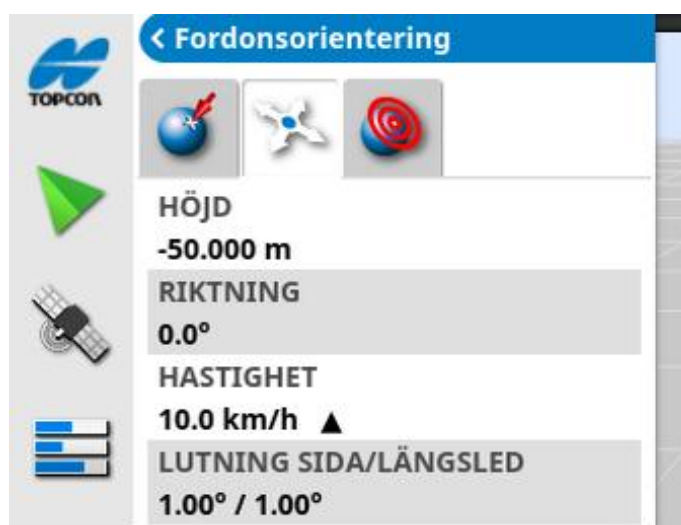 Fordonsorientering
TOPCON
HÖJD
-50.000 m
RIKTNING
0.0°
HASTIGHET
10.0 km/h ▲
LUTNING SIDA/LÄNGSLED
1.00° / 1.00°